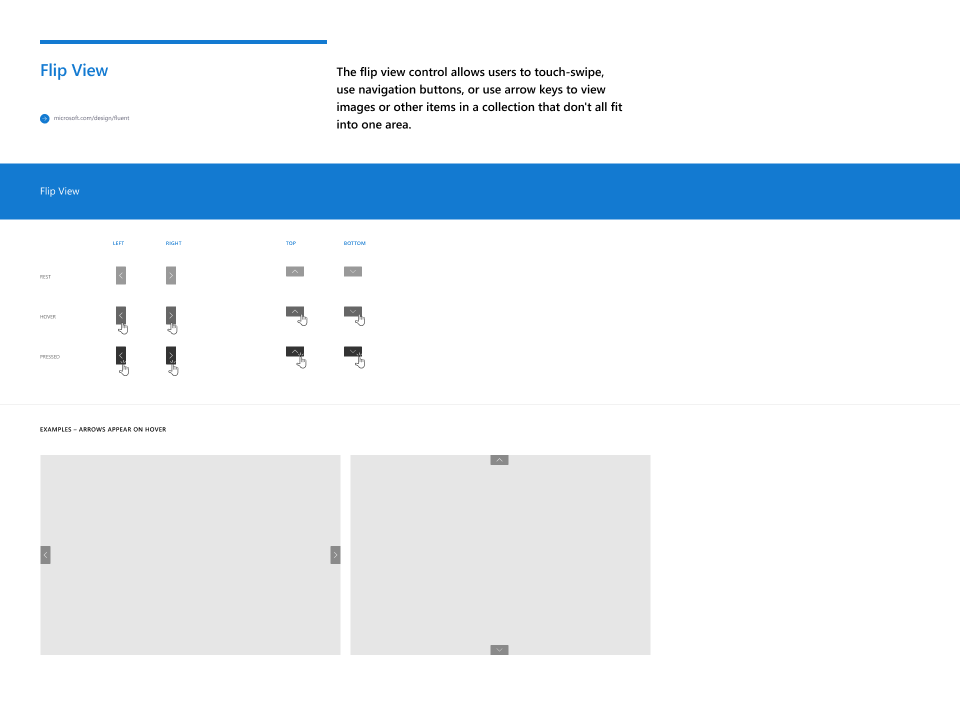 Flip View
microsoft.com/design/fluent
The flip view control allows users to touch-swipe,
use navigation buttons, or use arrow keys to view
images or other items in a collection that don't all fit
into one area.
Flip View
LEFT RIGHT TOP BOTTOM
REST
HOVER
PRESSED
EXAMPLES – ARROWS APPEAR ON HOVER